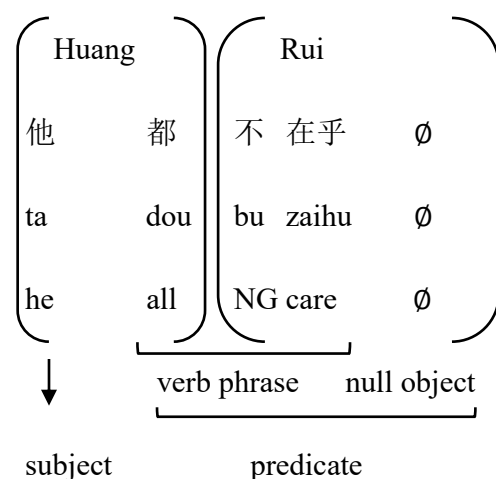 Huang Rui
他 都 不 在乎 ∅
ta dou bu zaihu ∅
he all NG care ∅
verb phrase null object
subject predicate